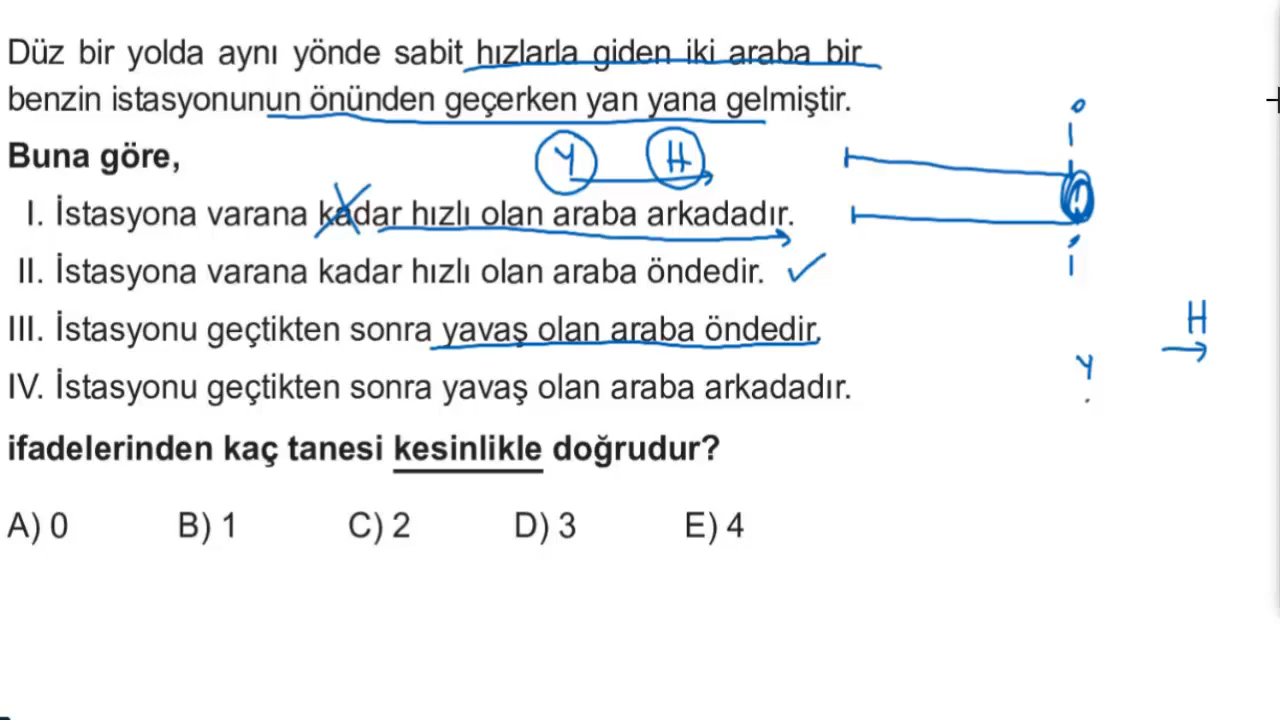 Düz bir yolda aynı yönde sabit hızlarla giden iki araba bir
benzin istasyonunun önünden geçerken yan yana gelmiştir.
Buna göre,
Y H
I. İstasyona varana kadar hızlı olan araba arkadadır.
II. İstasyona varana kadar hızlı olan araba öndedir.
III. İstasyonu geçtikten sonra yavaş olan araba öndedir.
H
Y
IV. İstasyonu geçtikten sonra yavaş olan araba arkadadır.
ifadelerinden kaç tanesi kesinlikle doğrudur?
A) 0 B) 1 C) 2 D) 3 E) 4